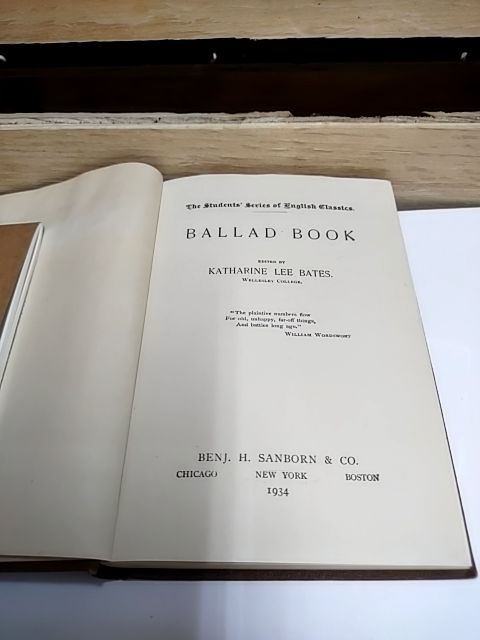 The Students' Series of English Classics.
BALLAD BOOK
EDITED BY
KATHARINE LEE BATES.
WELLESLEY COLLEGE.
"The plaintive numbers flow
For old, unhappy, far-off things,
And battles long ago."
WILLIAM WORDSWORT
BENJ. H. SANBORN & CO.
CHICAGO NEW YORK BOSTON
1934